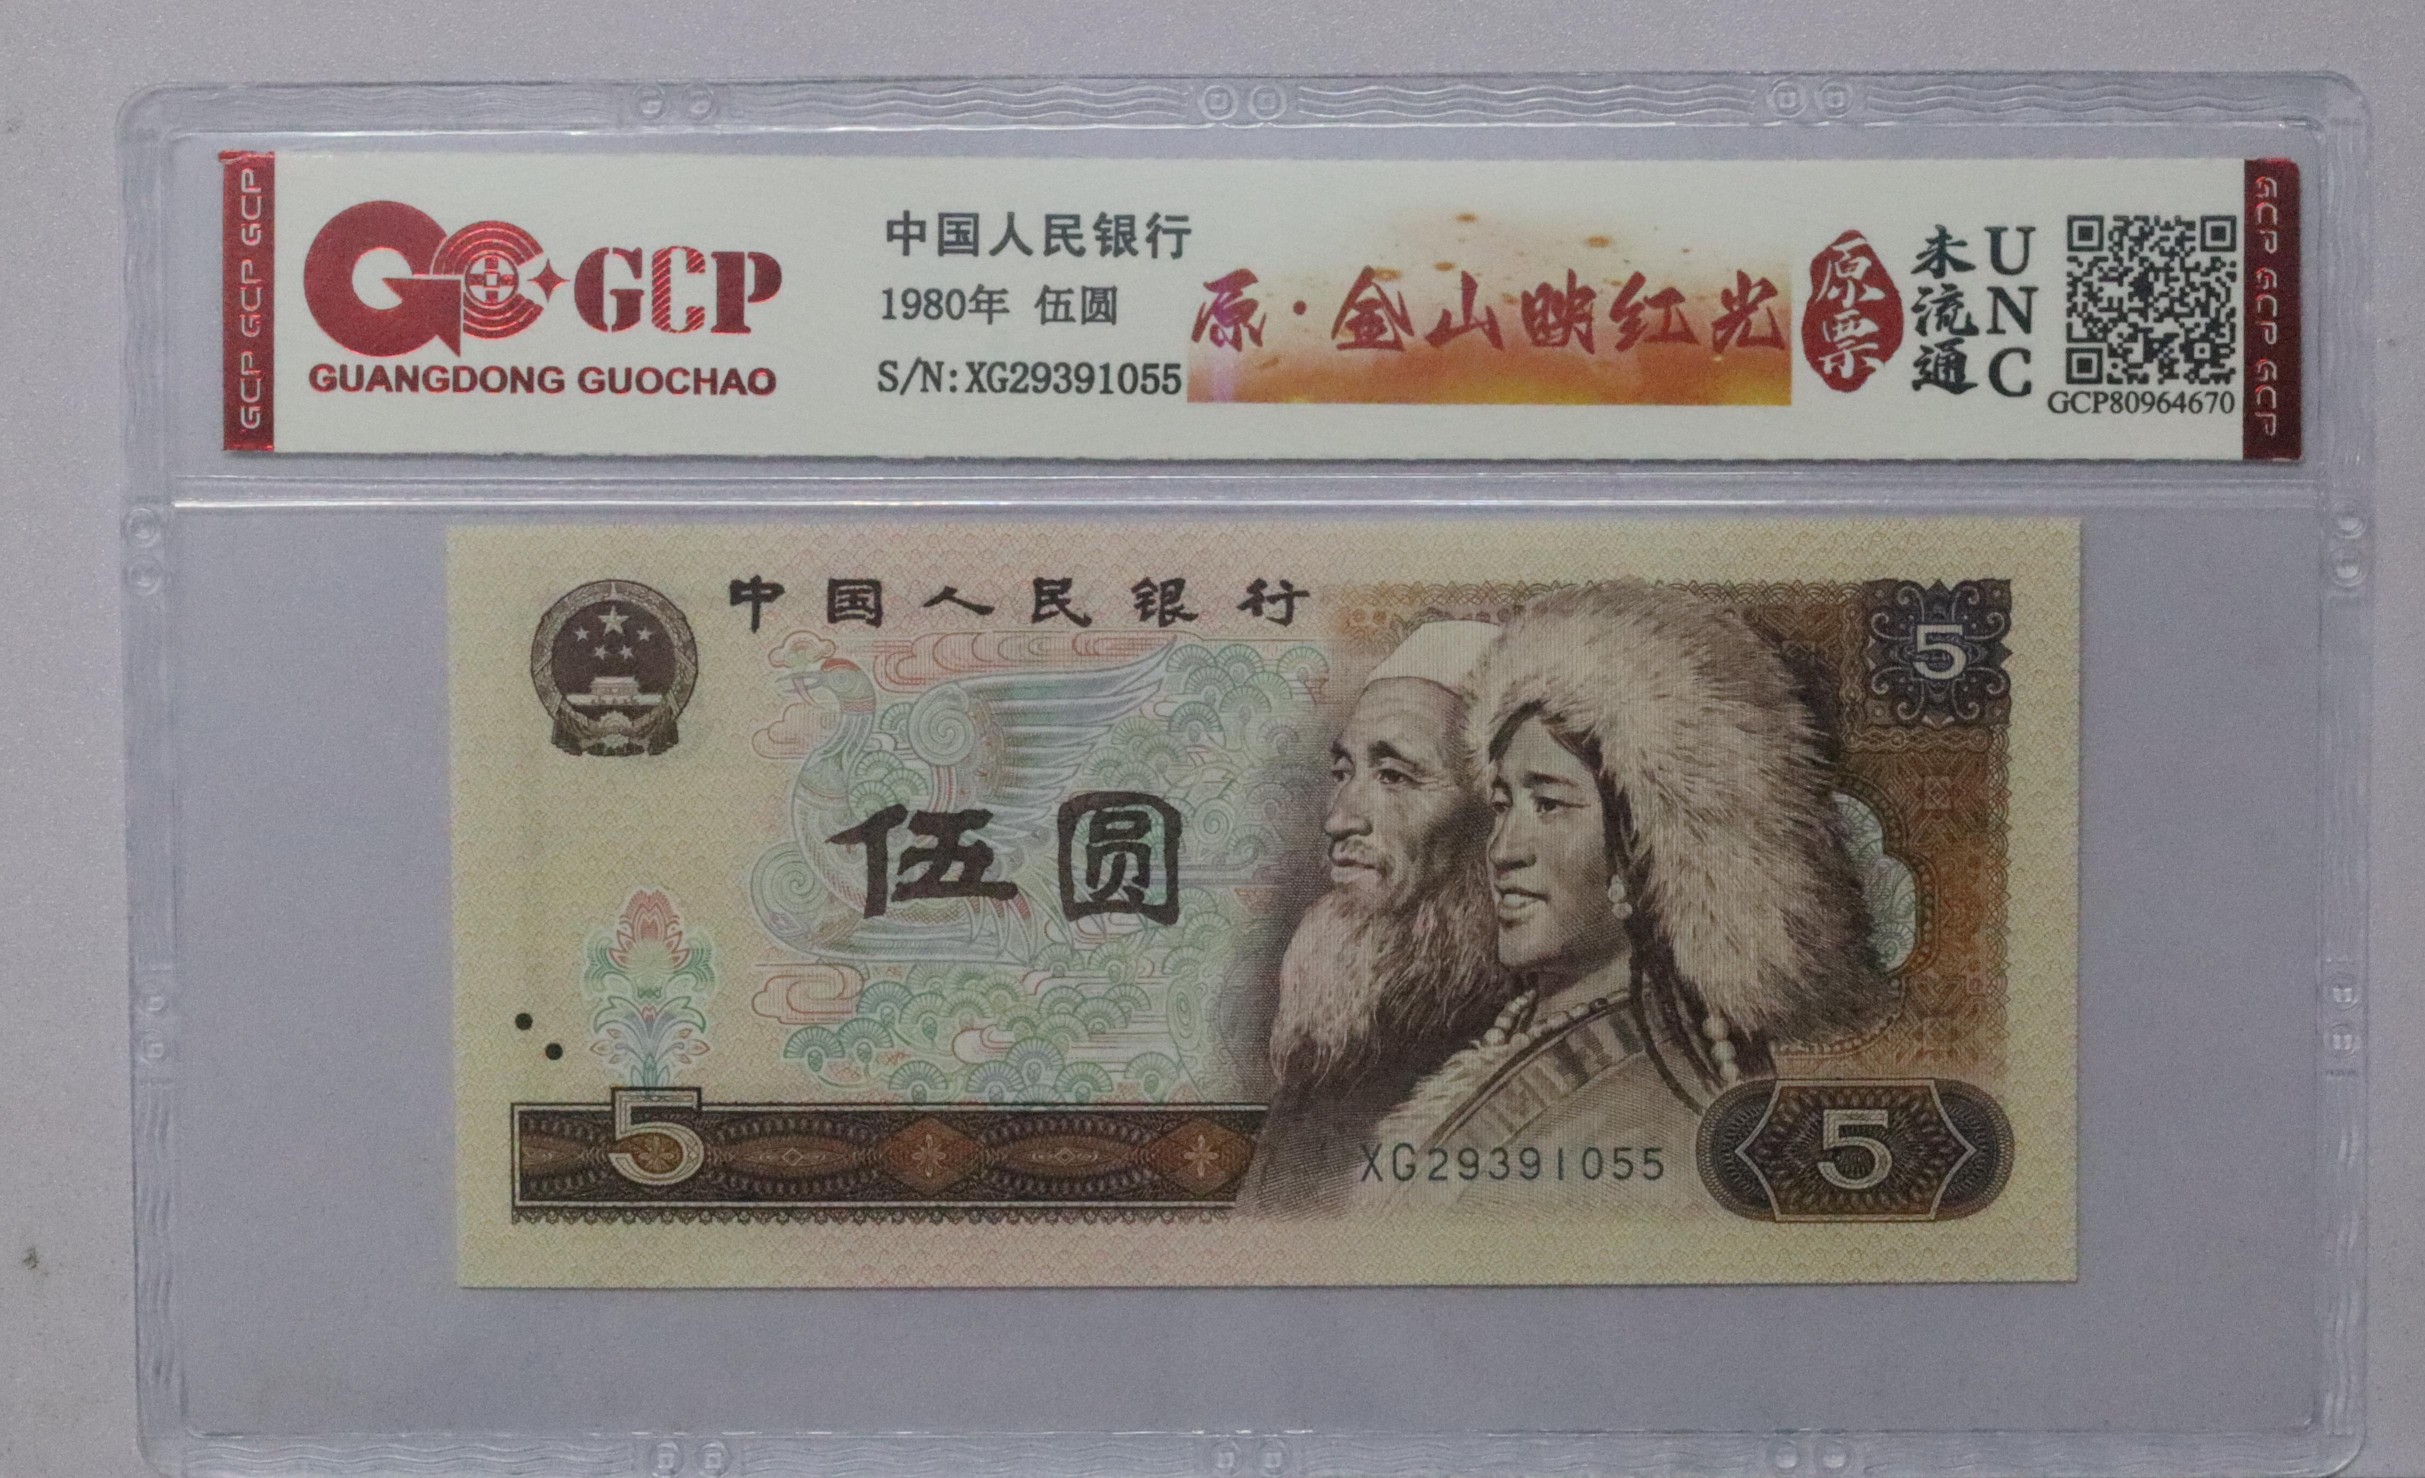 GCP GCP GCP
GCP
GUANGDONG GUOCHAO
中国人民银行
1980年 伍圆
S/N:XG29391055
原·金山映红光
原票
未流通
UNC
GCP80964670
GCP GCP GCP
中国人民银行
5
伍圆
5
XG29391055
5